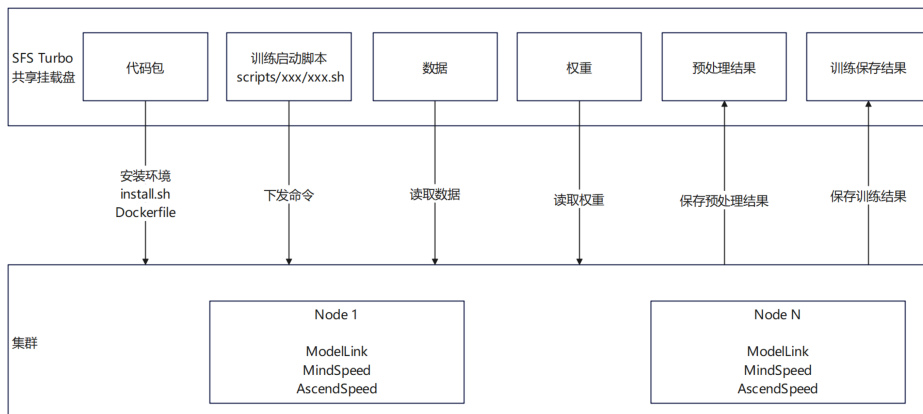 SFS Turbo
共享挂载盘
代码包
训练启动脚本
scripts/xxx/xxx.sh
数据
权重
预处理结果
训练保存结果
安装环境
install.sh
Dockerfile
下发命令
读取数据
读取权重
保存预处理结果
保存训练结果
集群
Node 1
ModelLink
MindSpeed
AscendSpeed
Node N
ModelLink
MindSpeed
AscendSpeed